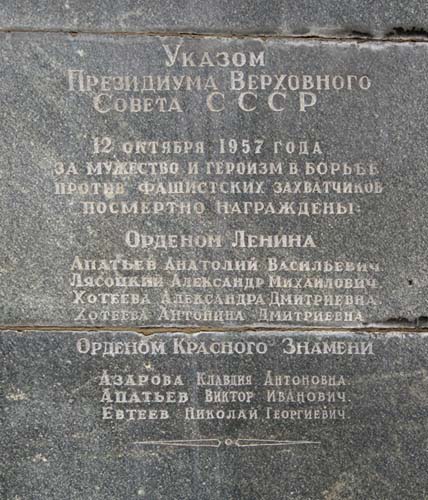 Указом
Президиума Верховного
Совета СССР
12 октября 1957 года
за мужество и героизм в борьбе
против фашистских захватчиков
посмертно награждены:
Орденом Ленина
Апатьев Анатолий Васильевич.
Лясоцкий Александр Михайлович.
Хотеева Александра Дмитриевна.
Хотеева Антонина Дмитриевна
Орденом Красного Знамени
Азарова Клавдия Антоновна.
Апатьев Виктор Иванович.
Евтеев Николай Георгиевич.